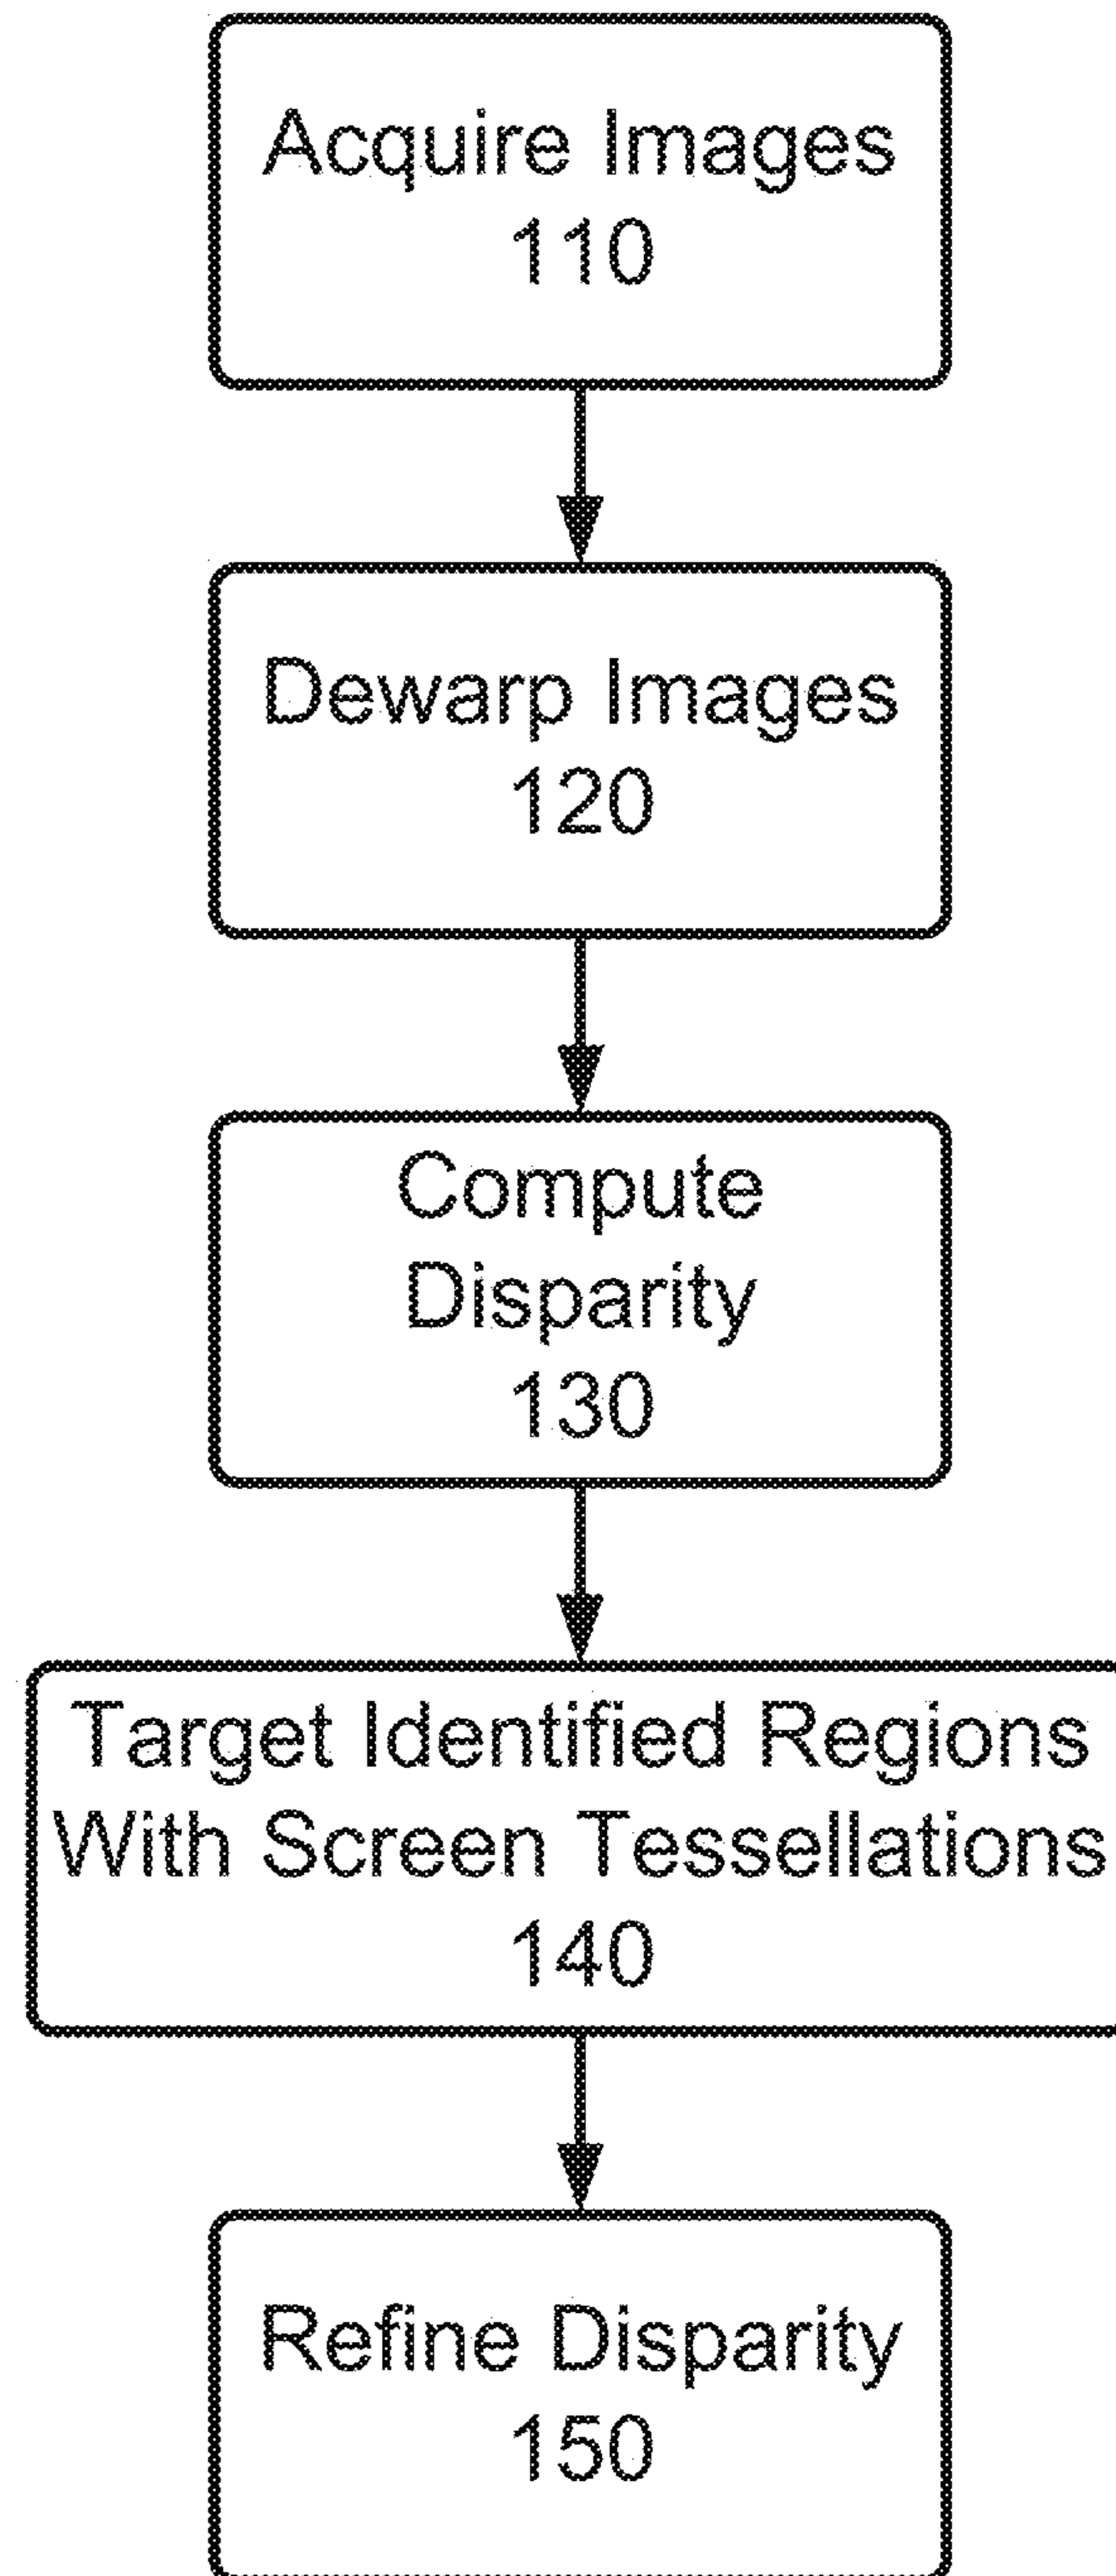 Acquire Images
110
Dewarp Images
120
Compute
Disparity
130
Target Identified Regions
With Screen Tessellations
140
Refine Disparity
150